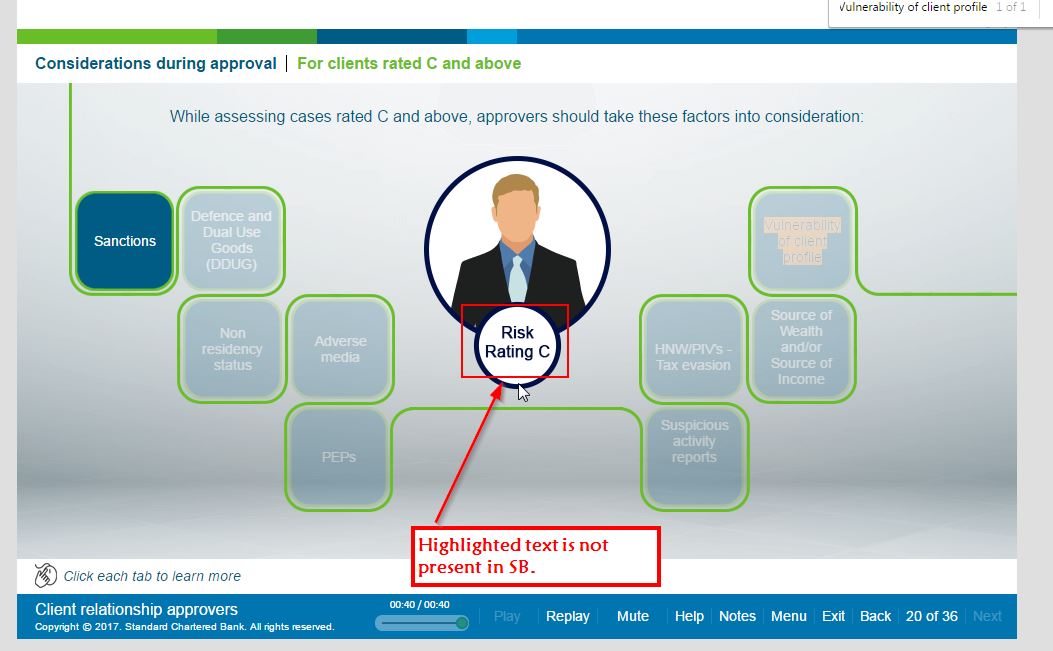 Vulnerability of client profile 1 of 1
Considerations during approval | For clients rated C and above
While assessing cases rated C and above, approvers should take these factors into consideration:
Sanctions
Defence and
Dual Use
Goods
(DDUG)
Non
residency
status
Adverse
media
PEPs
Risk
Rating C
HNW/PIV's -
Tax evasion
Suspicious
activity
reports
Vulnerability
of client
profile
Source of
Wealth
and/or
Source of
Income
Highlighted text is not
present in SB.
Click each tab to learn more
Client relationship approvers
Copyright © 2017. Standard Chartered Bank. All rights reserved.
00:40 / 00:40
Play Replay Mute Help Notes Menu Exit Back 20 of 36 Next